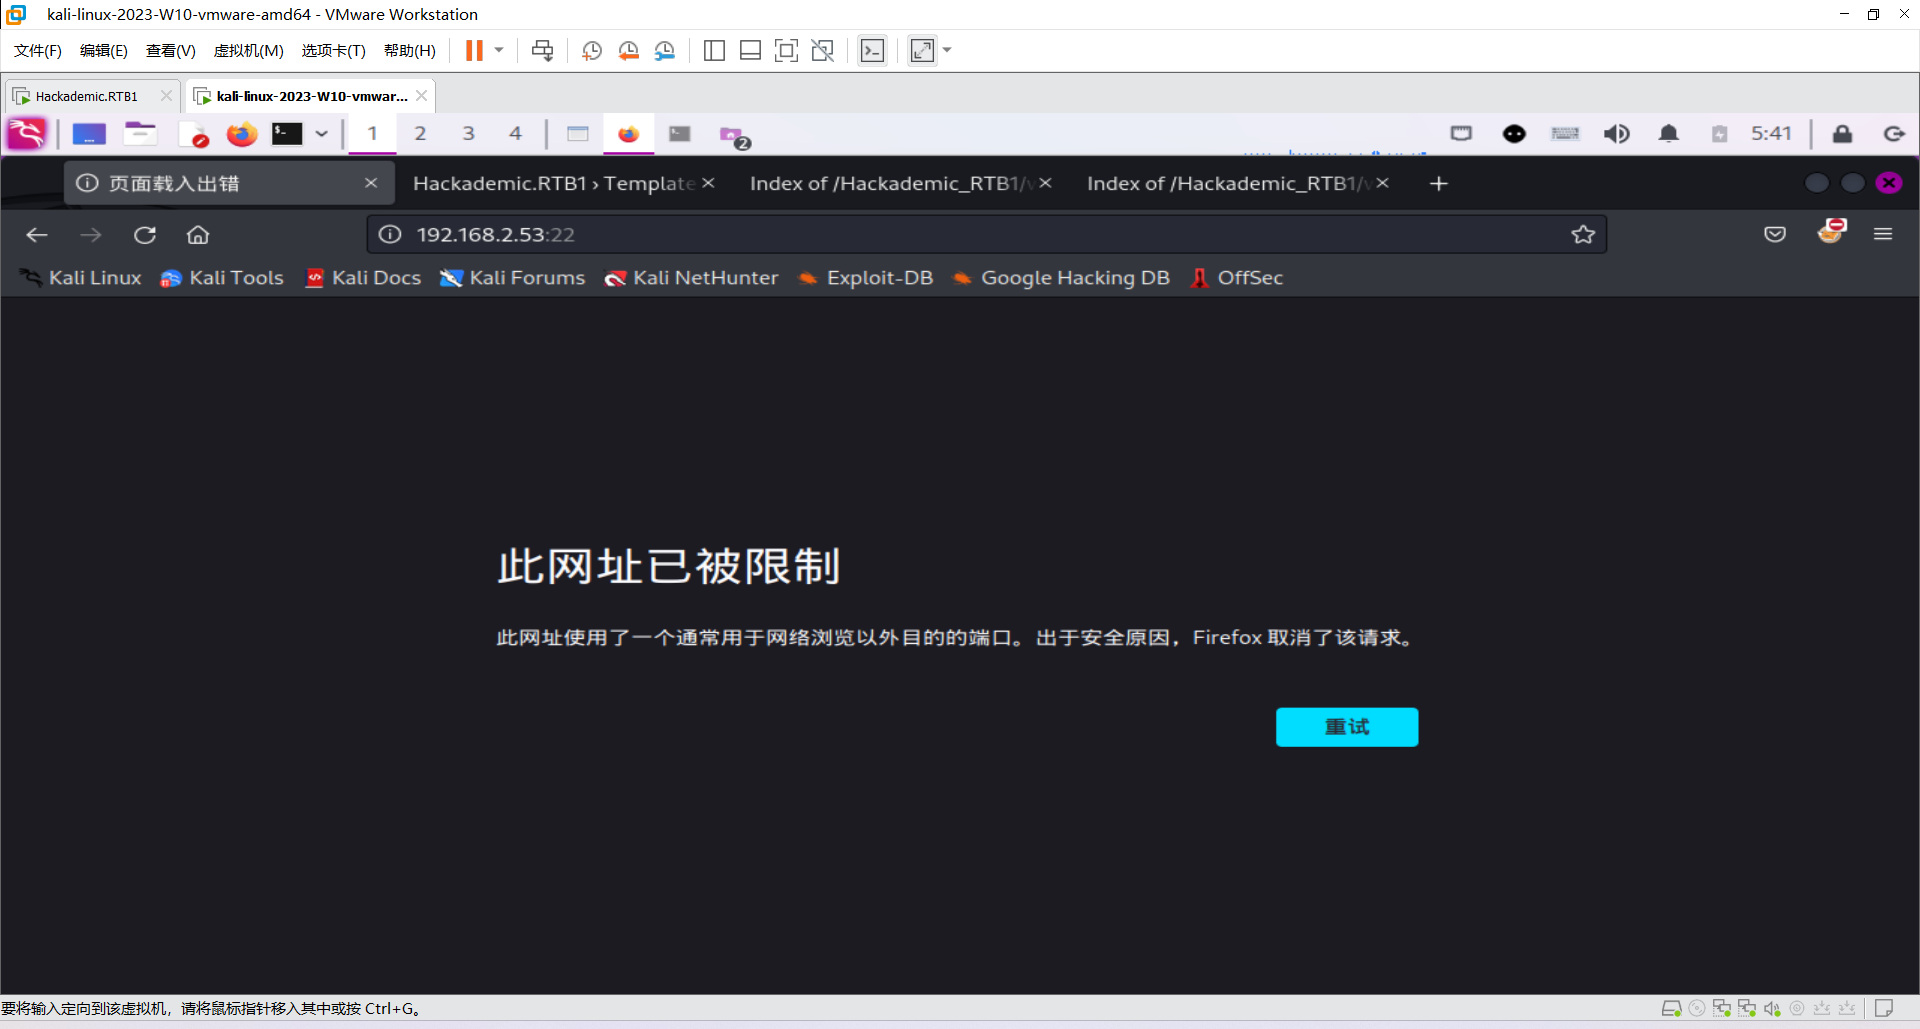 kali-linux-2023-W10-vmware-amd64 - VMware Workstation
文件(F) 编辑(E) 查看(V) 虚拟机(M) 选项卡(T) 帮助(H)
Hackademic.RTB1 kali-linux-2023-W10-vmwar...
1 2 3 4 2 5:41
页面载入出错 Hackademic.RTB1 › Template Index of /Hackademic_RTB1/ Index of /Hackademic_RTB1/
192.168.2.53:22
Kali Linux Kali Tools Kali Docs Kali Forums Kali NetHunter Exploit-DB Google Hacking DB OffSec
此网址已被限制
此网址使用了一个通常用于网络浏览以外目的的端口。出于安全原因，Firefox 取消了该请求。
重试
要将输入定向到该虚拟机，请将鼠标指针移入其中或按 Ctrl+G。